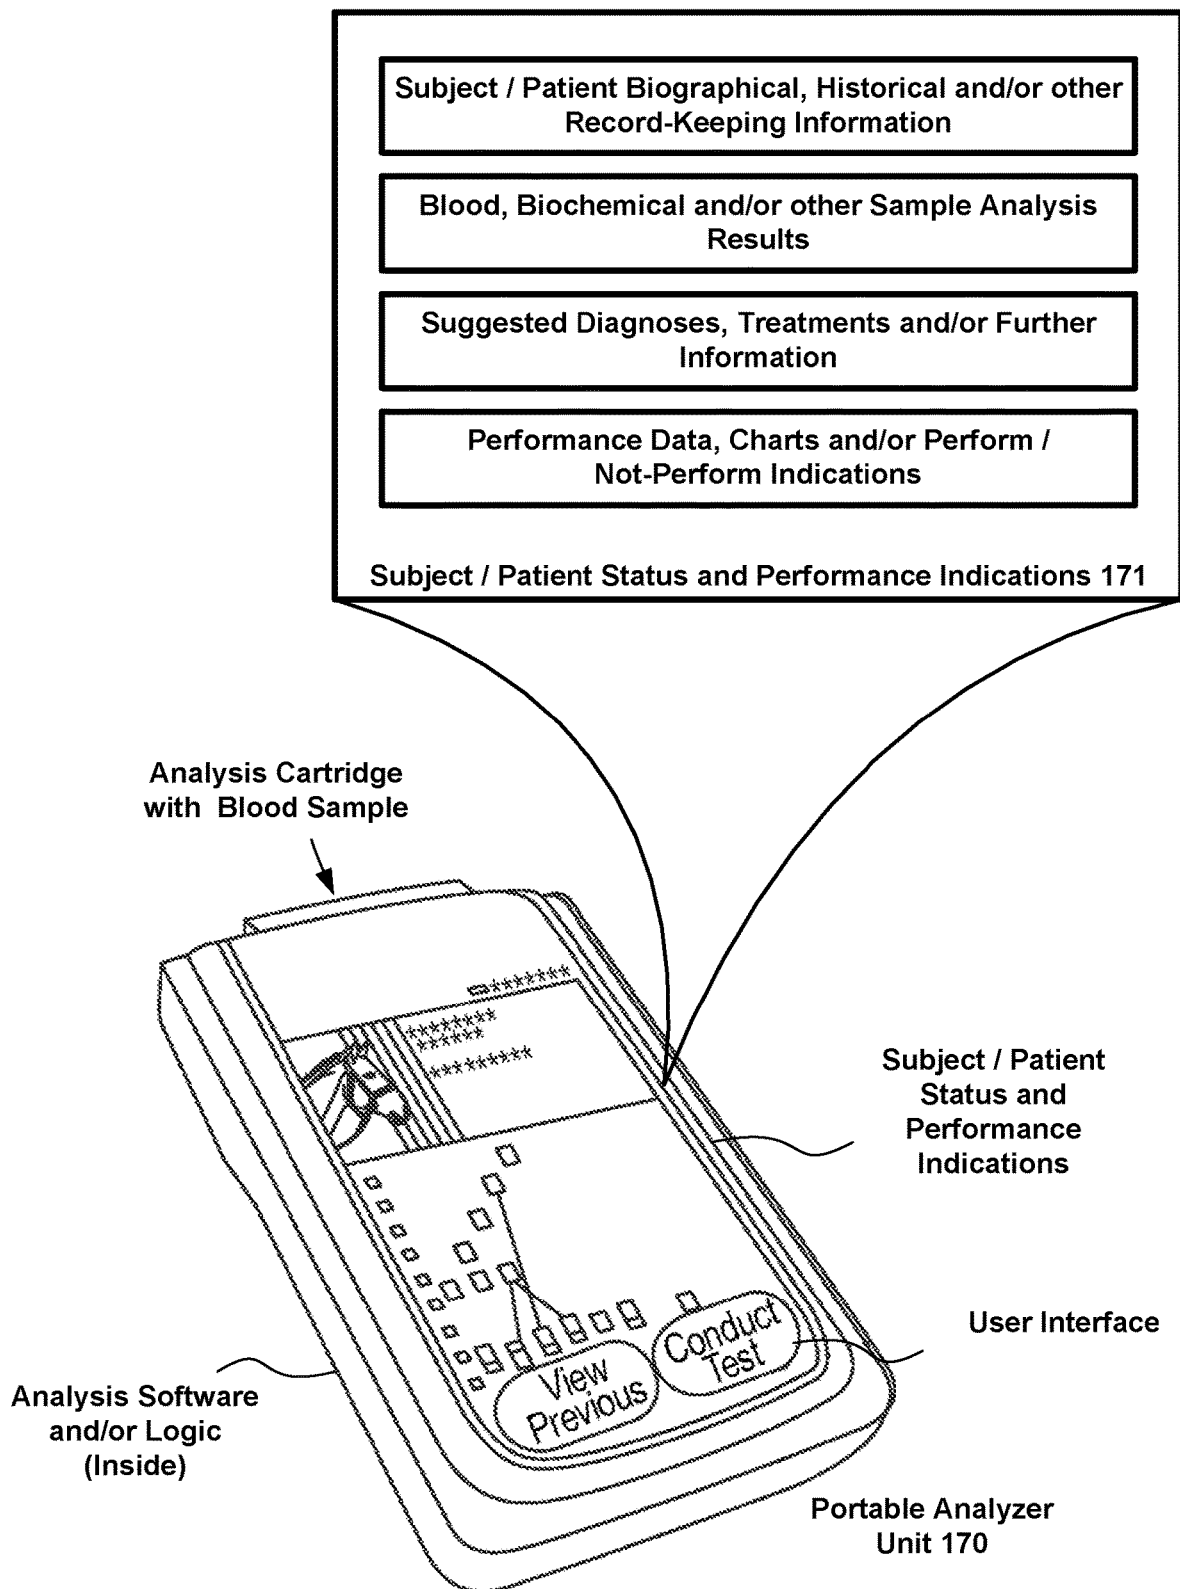 Subject / Patient Biographical, Historical and/or other
Record-Keeping Information
Blood, Biochemical and/or other Sample Analysis
Results
Suggested Diagnoses, Treatments and/or Further
Information
Performance Data, Charts and/or Perform /
Not-Perform Indications
Subject / Patient Status and Performance Indications 171
Analysis Cartridge
with Blood Sample
*******
********
******
*********
Subject / Patient
Status and
Performance
Indications
User Interface
Conduct
Test
View
Previous
Analysis Software
and/or Logic
(Inside)
Portable Analyzer
Unit 170